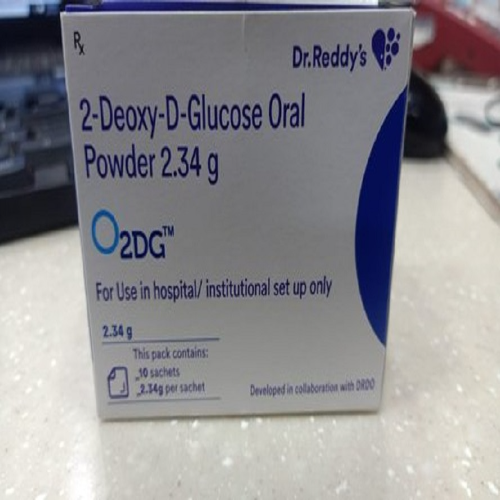 Rx
Dr.Reddy's
2-Deoxy-D-Glucose Oral
Powder 2.34 g
2DG™
For Use in hospital/ institutional set up only
2.34 g
This pack contains:
10 sachets
2.34g per sachet
Developed in collaboration with DRDO